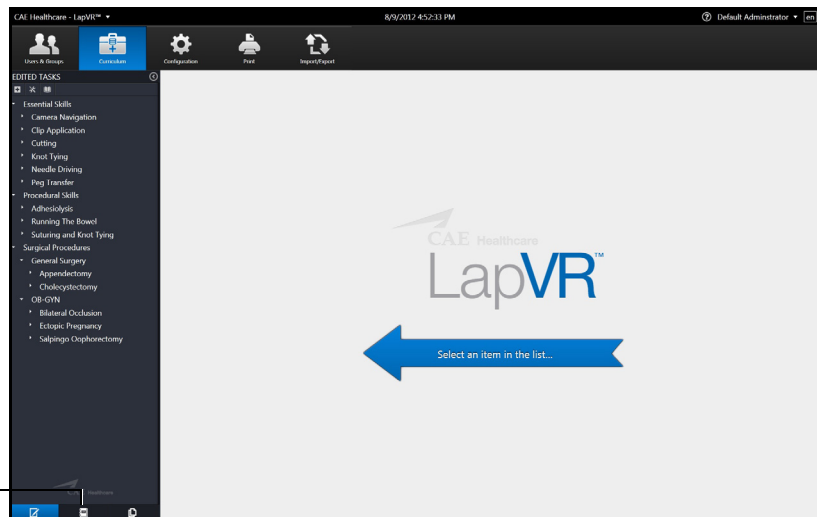 CAE Healthcare - LapVR™
8/9/2012 4:52:33 PM
Default Adminstrator
en
Users & Groups
Curriculum
Configuration
Print
Import/Export
EDITED TASKS
Essential Skills
Camera Navigation
Clip Application
Cutting
Knot Tying
Needle Driving
Peg Transfer
Procedural Skills
Adhesiolysis
Running The Bowel
Suturing and Knot Tying
Surgical Procedures
General Surgery
Appendectomy
Cholecystectomy
OB-GYN
Bilateral Occlusion
Ectopic Pregnancy
Salpingo Oophorectomy
CAE Healthcare
LapVR™
Select an item in the list...
CAE Healthcare